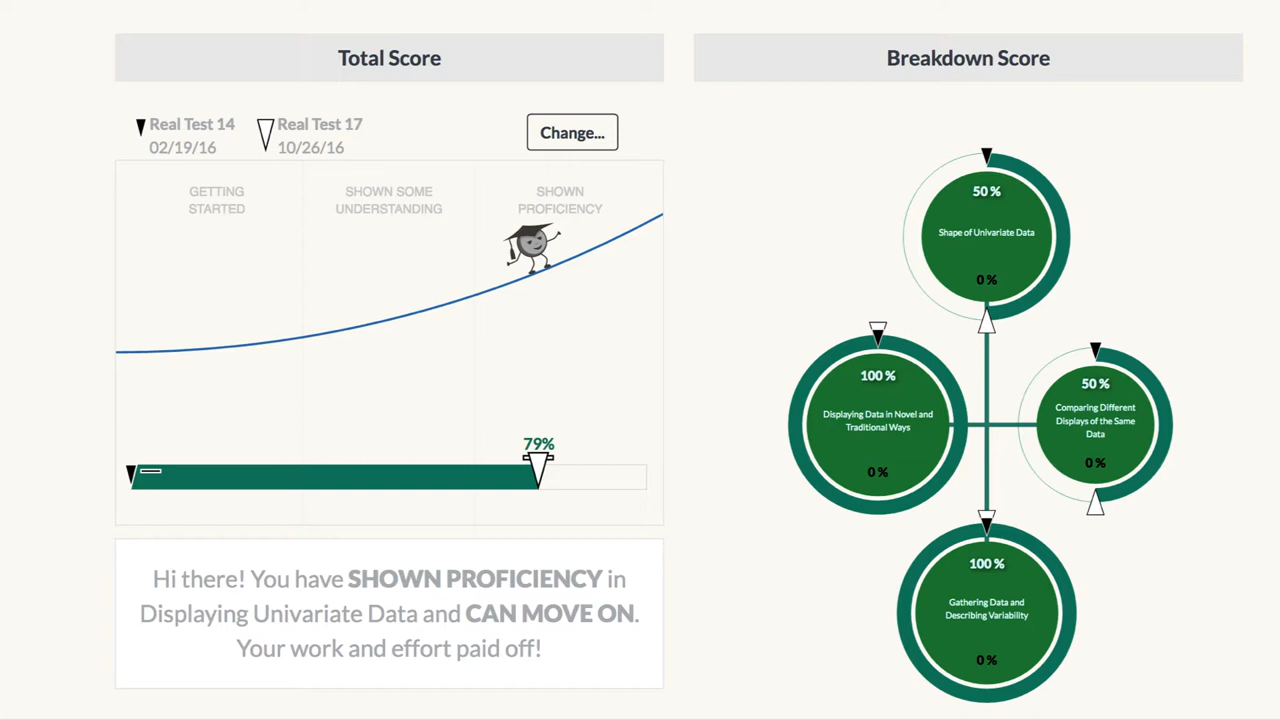 Total Score
Real Test 14
02/19/16
Real Test 17
10/26/16
Change...
GETTING
STARTED
SHOWN SOME
UNDERSTANDING
SHOWN
PROFICIENCY
79%
Hi there! You have SHOWN PROFICIENCY in
Displaying Univariate Data and CAN MOVE ON.
Your work and effort paid off!
Breakdown Score
50 %
Shape of Univariate Data
0 %
100 %
Displaying Data in Novel and
Traditional Ways
0 %
50 %
Comparing Different
Displays of the Same
Data
0 %
100 %
Gathering Data and
Describing Variability
0 %